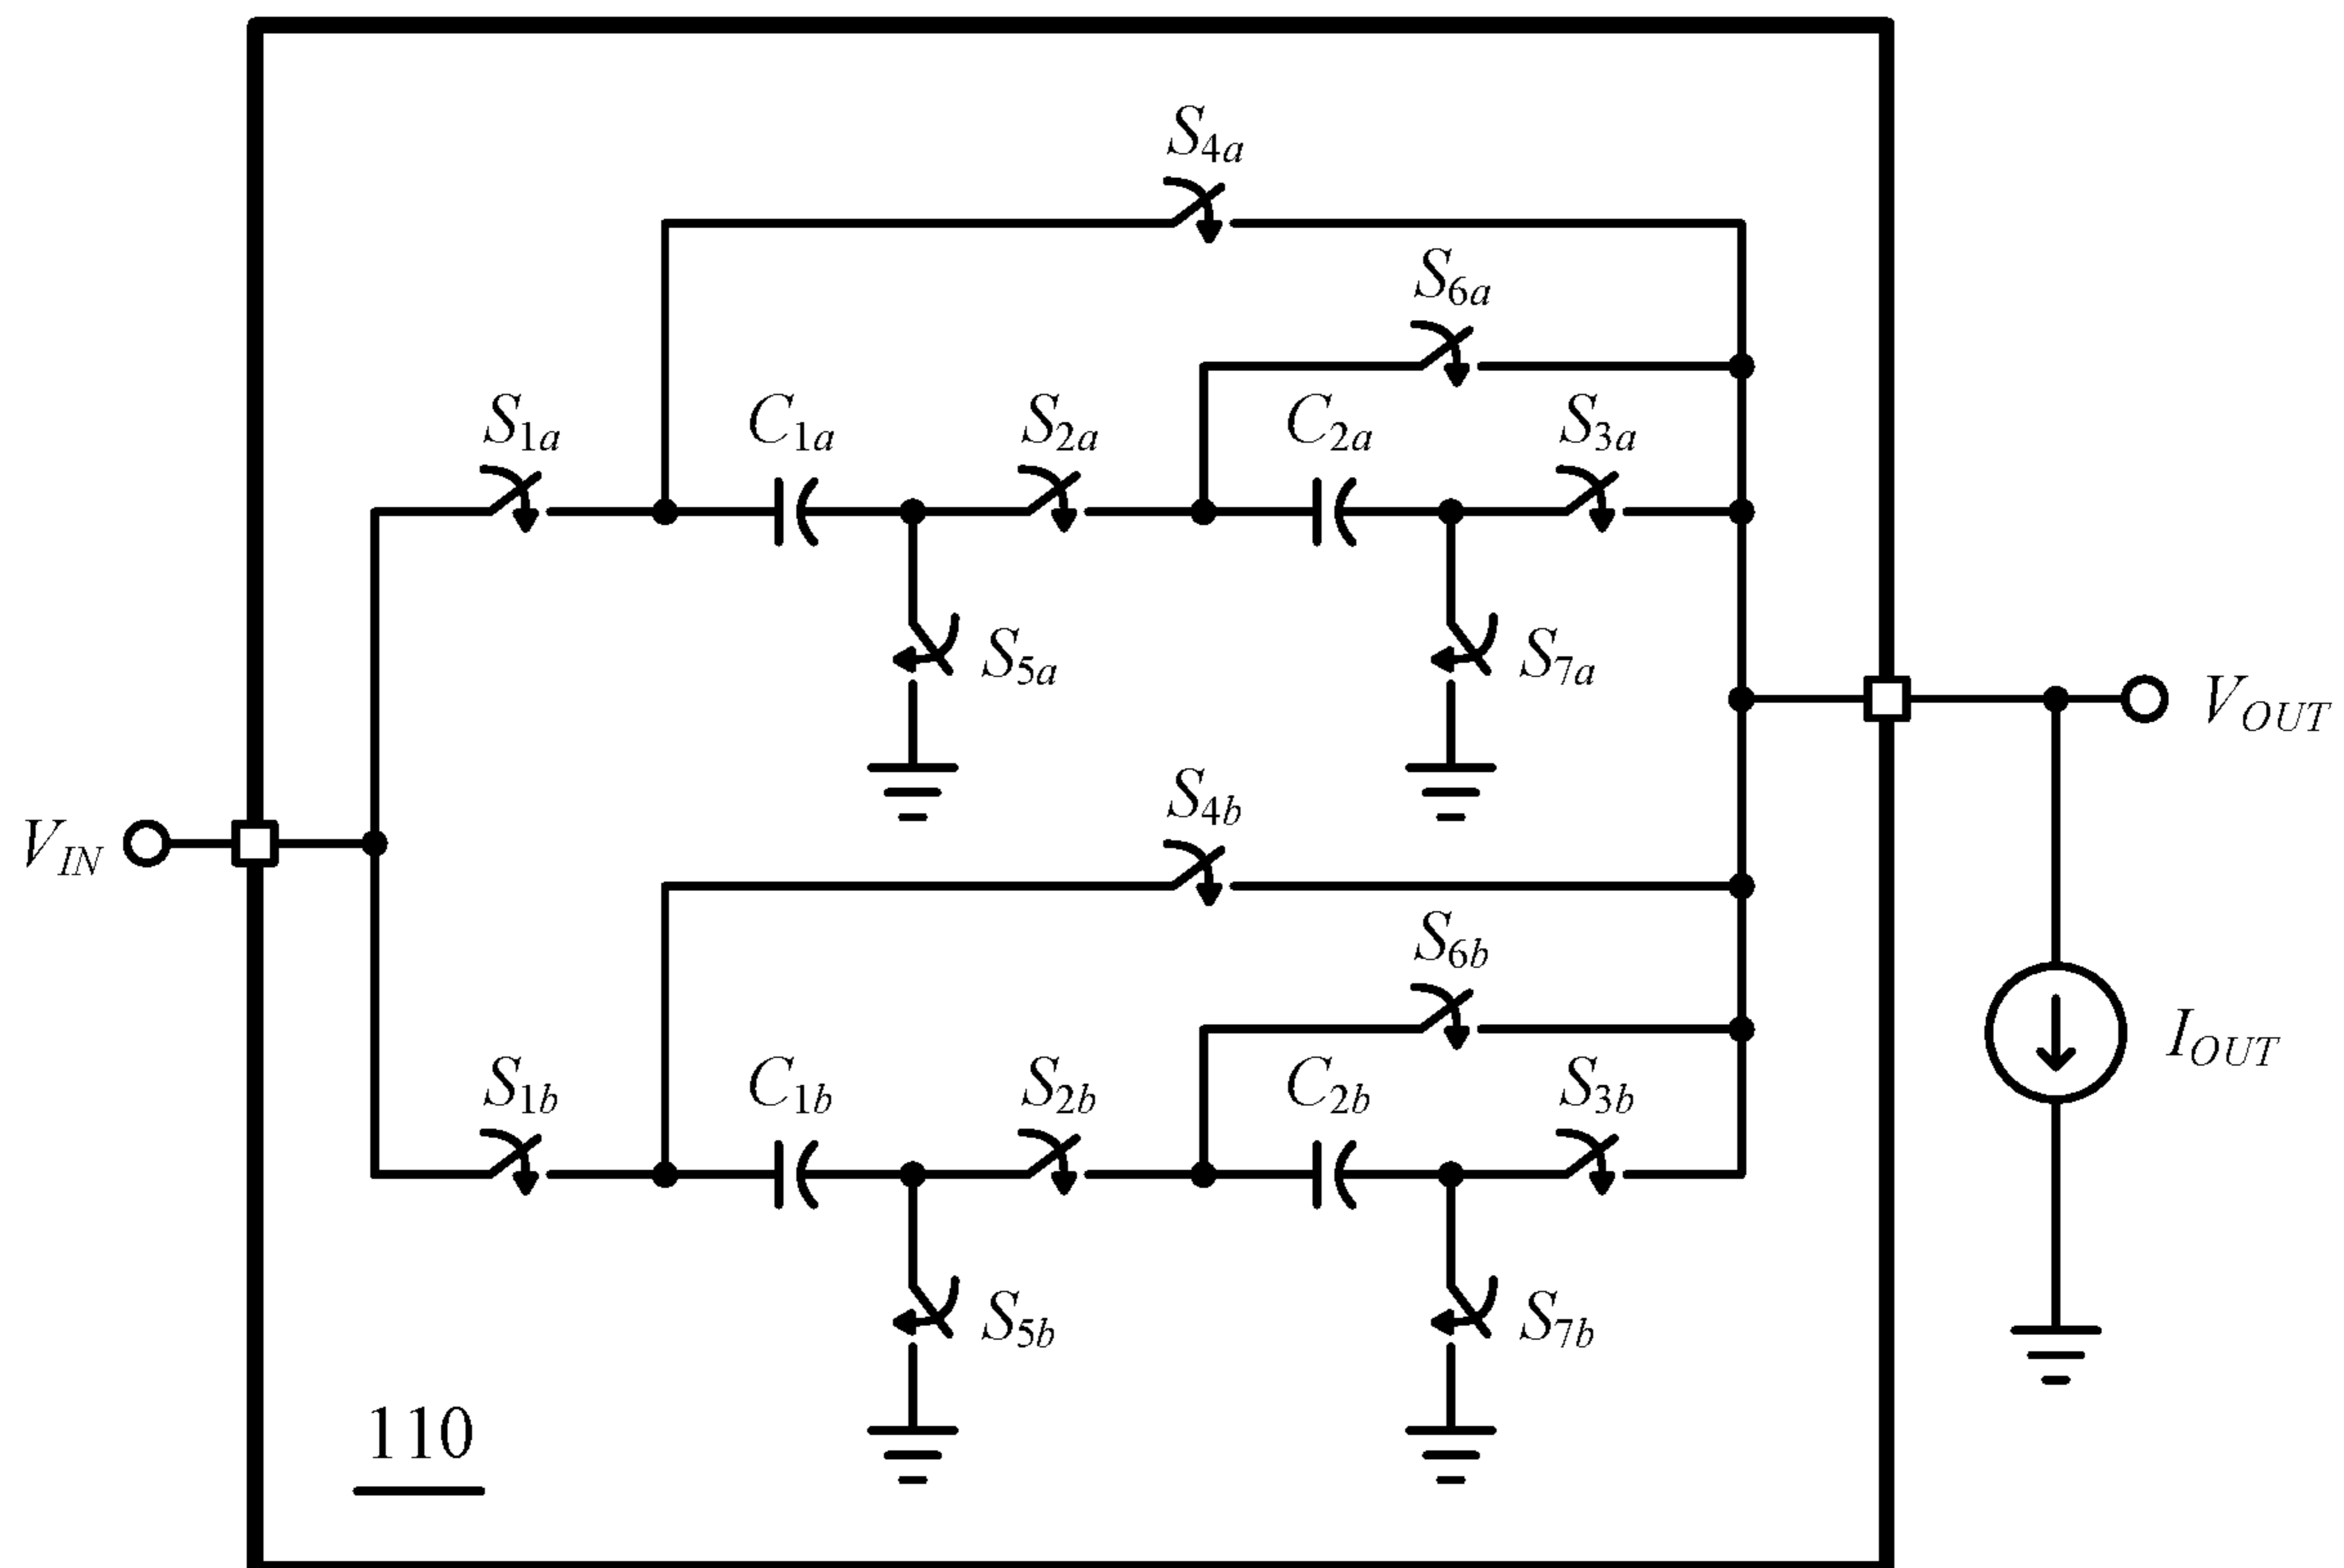 S4a
S6a
S1a C1a S2a C2a S3a
S5a S7a
VOUT
S4b
VIN
S6b
IOUT
S1b C1b S2b C2b S3b
S5b S7b
110